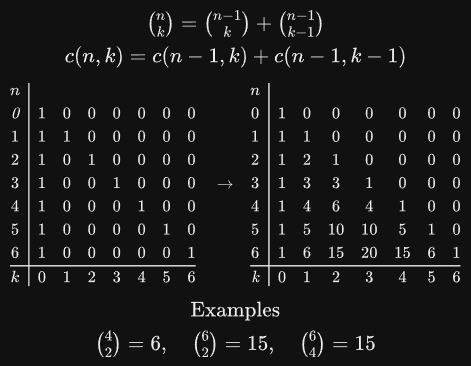 (n k) = (n−1 k) + (n−1 k−1)
c(n, k) = c(n − 1, k) + c(n − 1, k − 1)
n
0 1 0 0 0 0 0 0
1 1 1 0 0 0 0 0
2 1 0 1 0 0 0 0
3 1 0 0 1 0 0 0
4 1 0 0 0 1 0 0
5 1 0 0 0 0 1 0
6 1 0 0 0 0 0 1
k 0 1 2 3 4 5 6
→
n
0 1 0 0 0 0 0 0
1 1 1 0 0 0 0 0
2 1 2 1 0 0 0 0
3 1 3 3 1 0 0 0
4 1 4 6 4 1 0 0
5 1 5 10 10 5 1 0
6 1 6 15 20 15 6 1
k 0 1 2 3 4 5 6
Examples
(4 2) = 6, (6 2) = 15, (6 4) = 15